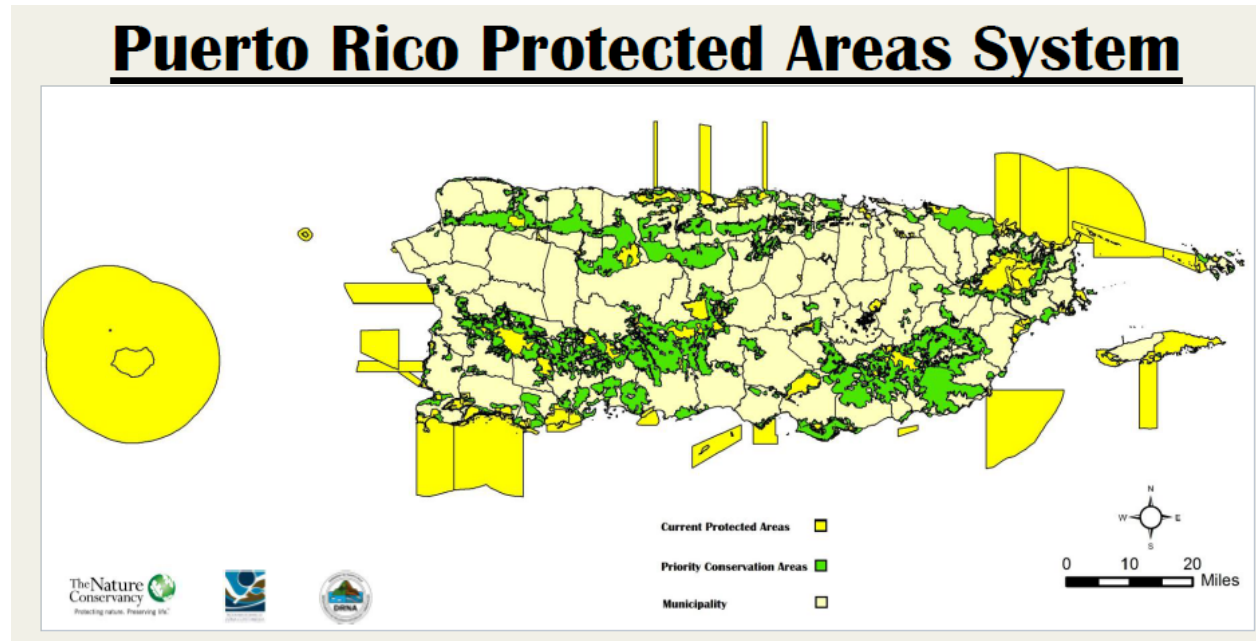 Puerto Rico Protected Areas System
N
W E
S
Current Protected Areas
Priority Conservation Areas
Municipality
0 10 20
Miles
The Nature
Conservancy
Protecting nature. Preserving life.™
DRNA